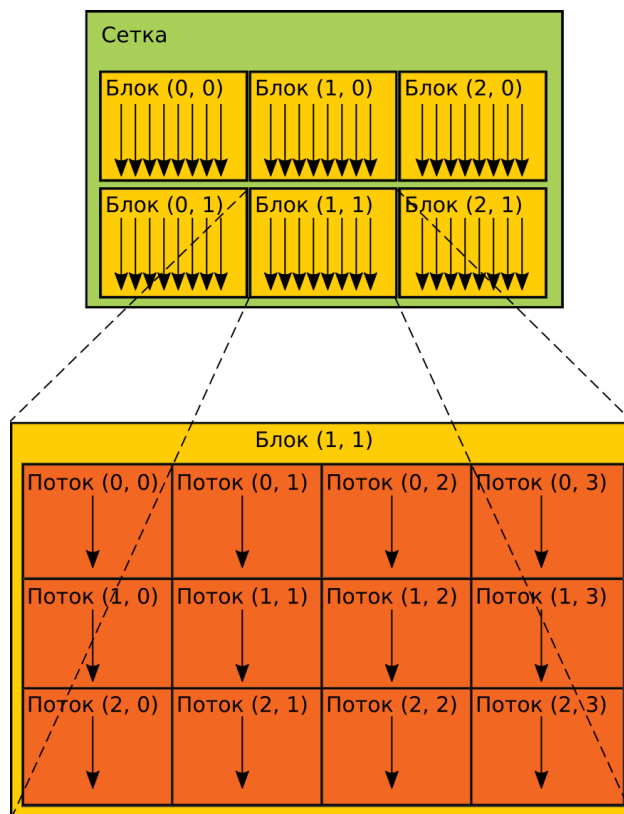 Сетка
Блок (0, 0) Блок (1, 0) Блок (2, 0)
Блок (0, 1) Блок (1, 1) Блок (2, 1)
Блок (1, 1)
Поток (0, 0) Поток (0, 1) Поток (0, 2) Поток (0, 3)
Поток (1, 0) Поток (1, 1) Поток (1, 2) Поток (1, 3)
Поток (2, 0) Поток (2, 1) Поток (2, 2) Поток (2, 3)